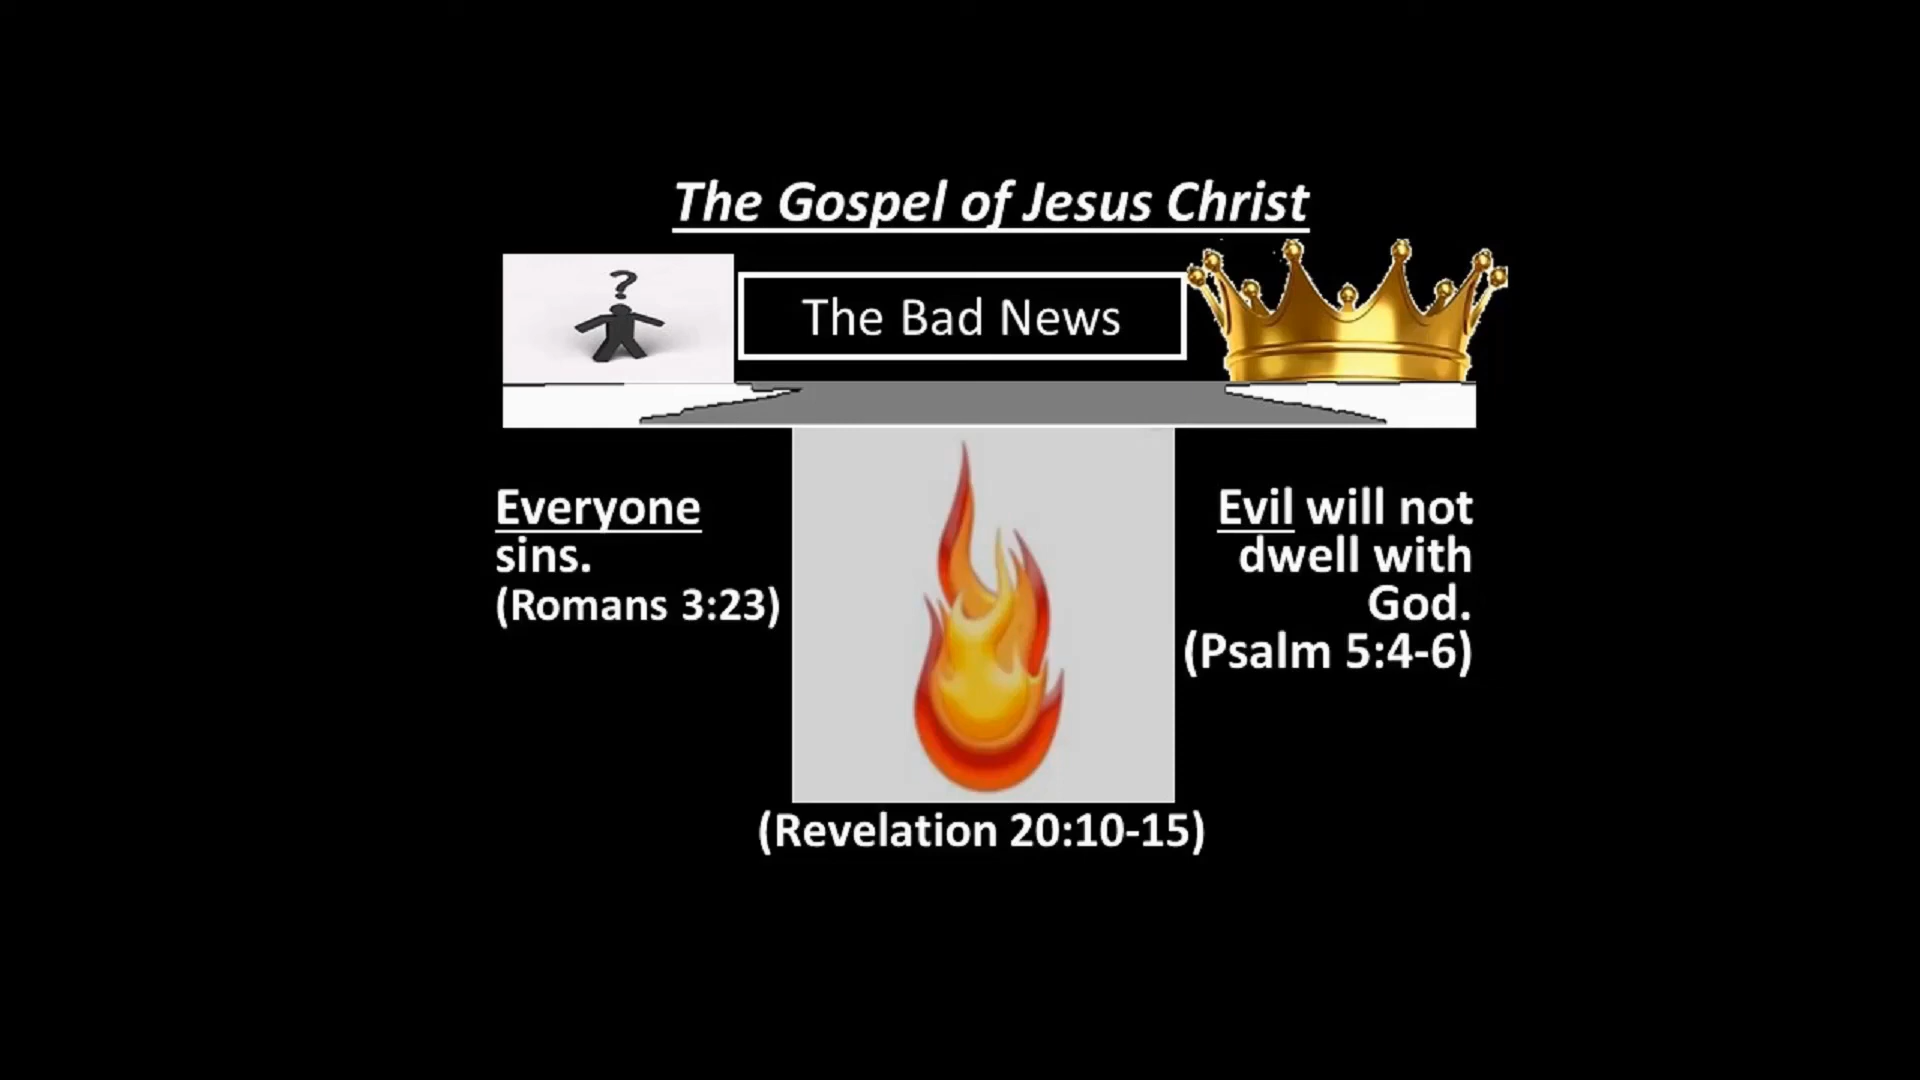 The Gospel of Jesus Christ
?
The Bad News
Everyone
sins.
(Romans 3:23)
Evil will not
dwell with
God.
(Psalm 5:4-6)
(Revelation 20:10-15)